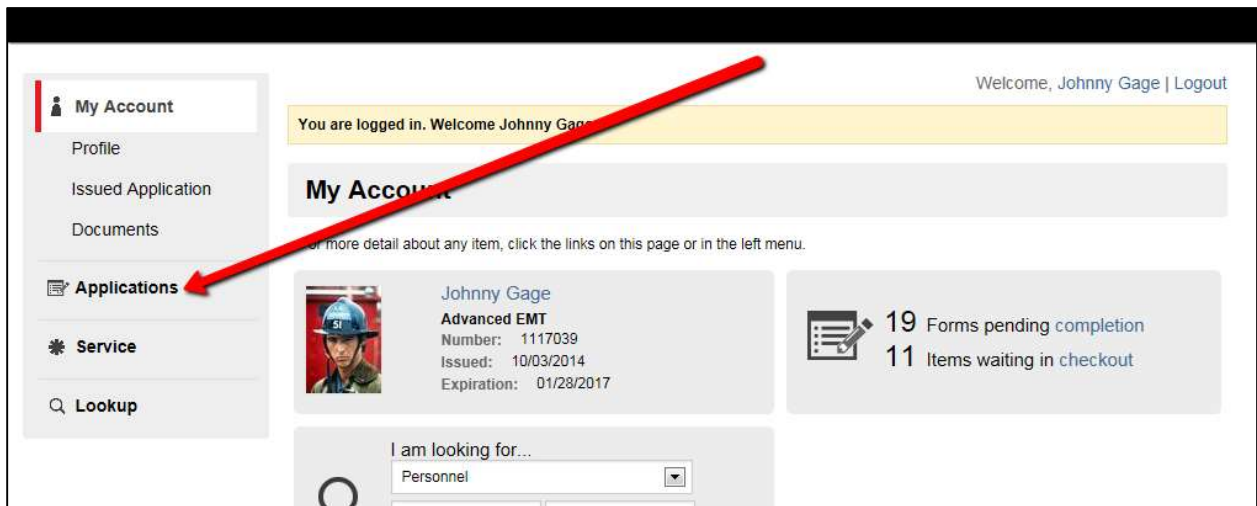 Welcome, Johnny Gage | Logout
My Account
Profile
Issued Application
Documents
Applications
Service
Lookup
You are logged in. Welcome Johnny Gage
My Account
more detail about any item, click the links on this page or in the left menu.
51
Johnny Gage
Advanced EMT
Number: 1117039
Issued: 10/03/2014
Expiration: 01/28/2017
19 Forms pending completion
11 Items waiting in checkout
I am looking for...
Personnel